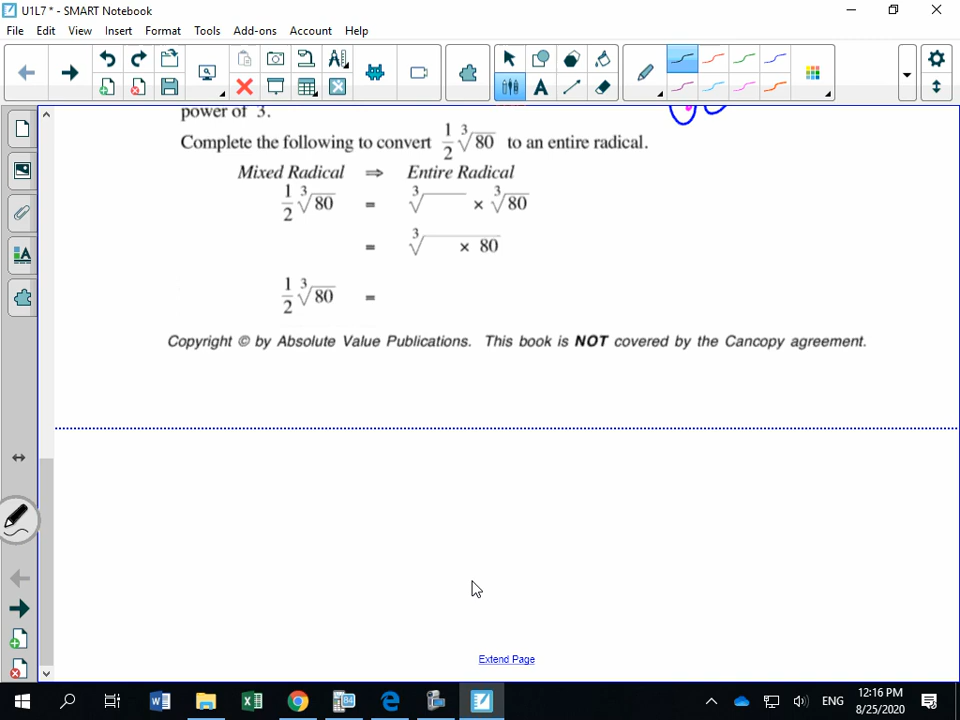 U1L7 * - SMART Notebook
File Edit View Insert Format Tools Add-ons Account Help
power of 3.
Complete the following to convert 1/2 ∛80 to an entire radical.
Mixed Radical ⇒ Entire Radical
1/2 ∛80 = ∛ × ∛80
= ∛ × 80
1/2 ∛80 =
Copyright © by Absolute Value Publications. This book is NOT covered by the Cancopy agreement.
Extend Page
ENG
12:16 PM
8/25/2020